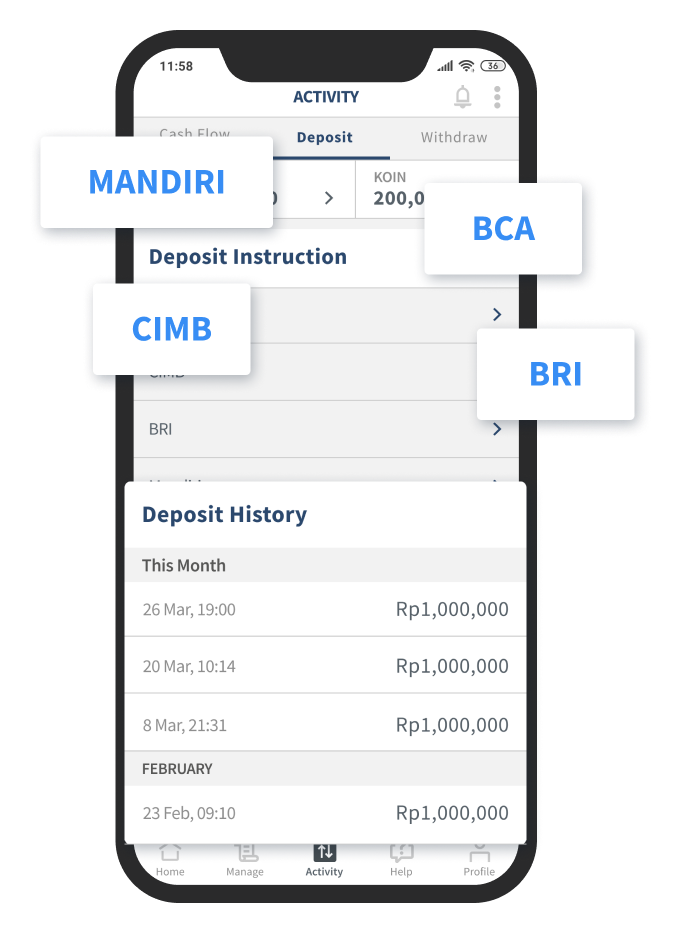 11:58
36
ACTIVITY
Cash Flow
Deposit
Withdraw
MANDIRI
KOIN
200,0
BCA
Deposit Instruction
CIMB
BRI
CIMB
BRI
Deposit History
This Month
26 Mar, 19:00 Rp1,000,000
20 Mar, 10:14 Rp1,000,000
8 Mar, 21:31 Rp1,000,000
FEBRUARY
23 Feb, 09:10 Rp1,000,000
Home
Manage
Activity
Help
Profile